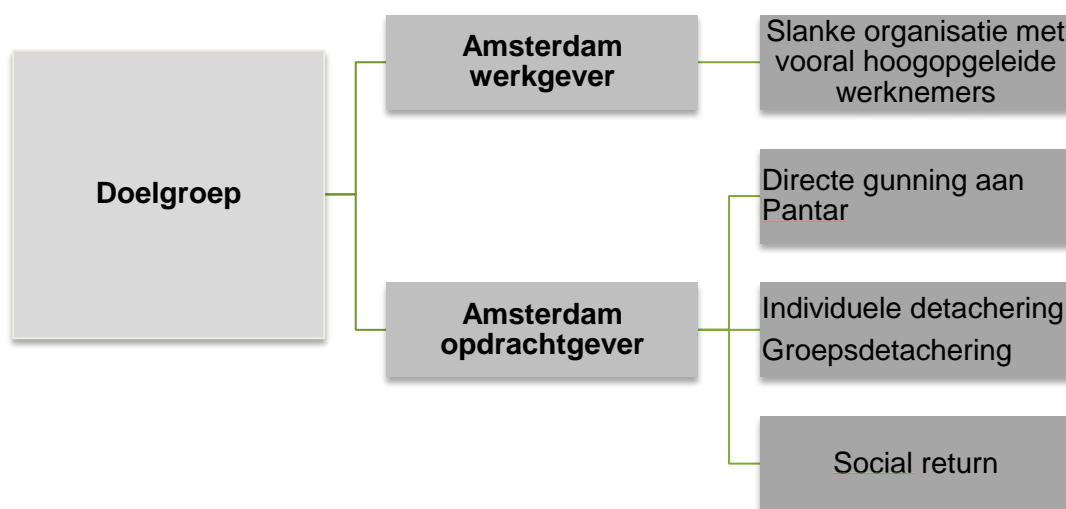 Doelgroep
Amsterdam
werkgever
Slanke organisatie met
vooral hoogopgeleide
werknemers
Amsterdam
opdrachtgever
Directe gunning aan
Pantar
Individuele detachering
Groepsdetachering
Social return